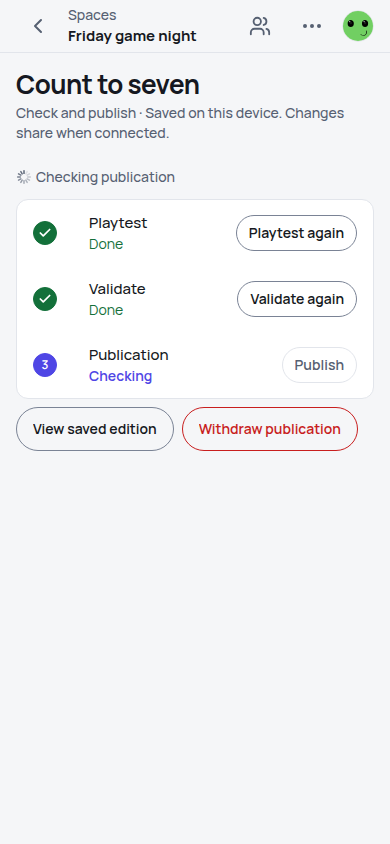 Spaces
Friday game night
Count to seven
Check and publish · Saved on this device. Changes
share when connected.
Checking publication
Playtest
Done
Playtest again
Validate
Done
Validate again
3
Publication
Checking
Publish
View saved edition
Withdraw publication